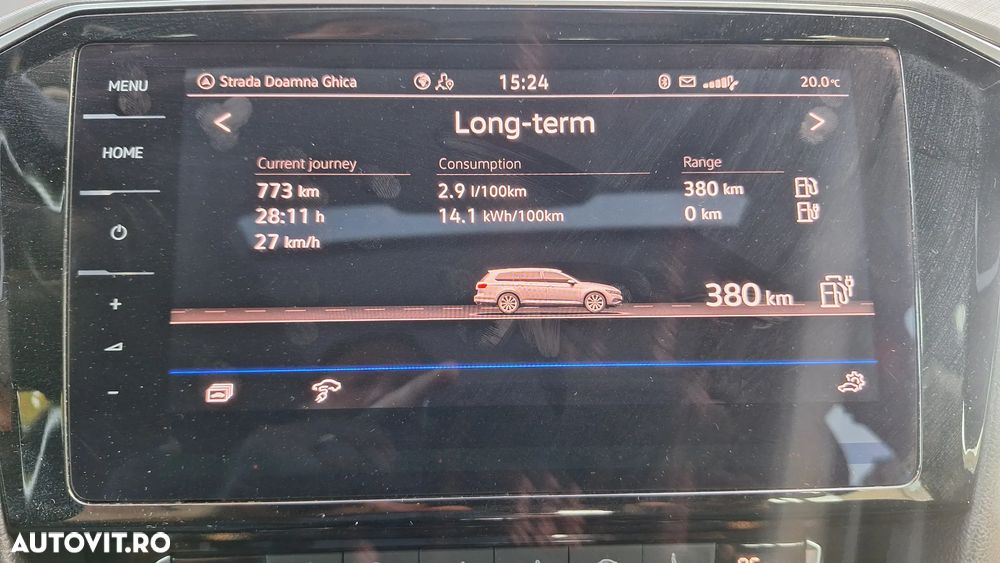 MENU
HOME
+
-
Strada Doamna Ghica
15:24
20.0°C
< Long-term >
Current journey
773 km
28:11 h
27 km/h
Consumption
2.9 l/100km
14.1 kWh/100km
Range
380 km
0 km
380 km
AUTOVIT.RO